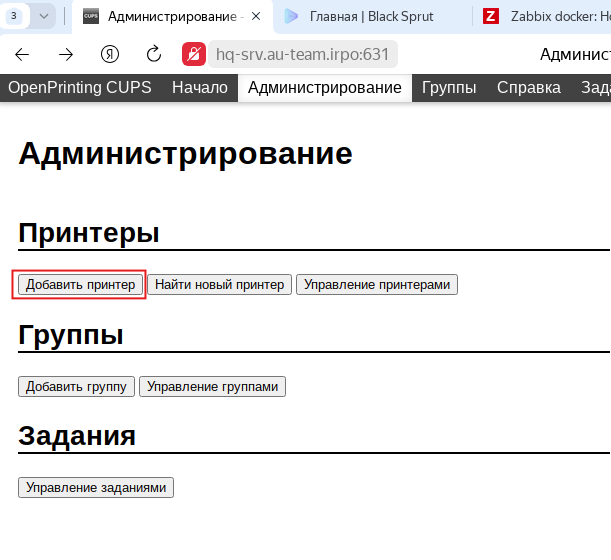 3 CUPS Администрирование - Главная | Black Sprut Z Zabbix docker: Но
Я hq-srv.au-team.irpo:631 Админист
OpenPrinting CUPS Начало Администрирование Группы Справка Зада
Администрирование
Принтеры
Добавить принтер Найти новый принтер Управление принтерами
Группы
Добавить группу Управление группами
Задания
Управление заданиями